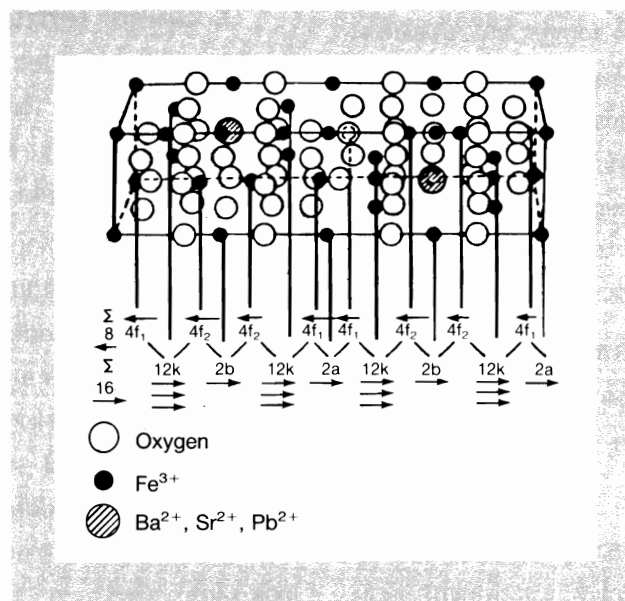 Σ
8 4f₁ 4f₂ 4f₂ 4f₁ 4f₁ 4f₂ 4f₂ 4f₁
Σ 12k 2b 12k 2a 12k 2b 12k 2a
16
Oxygen
Fe³⁺
Ba²⁺, Sr²⁺, Pb²⁺